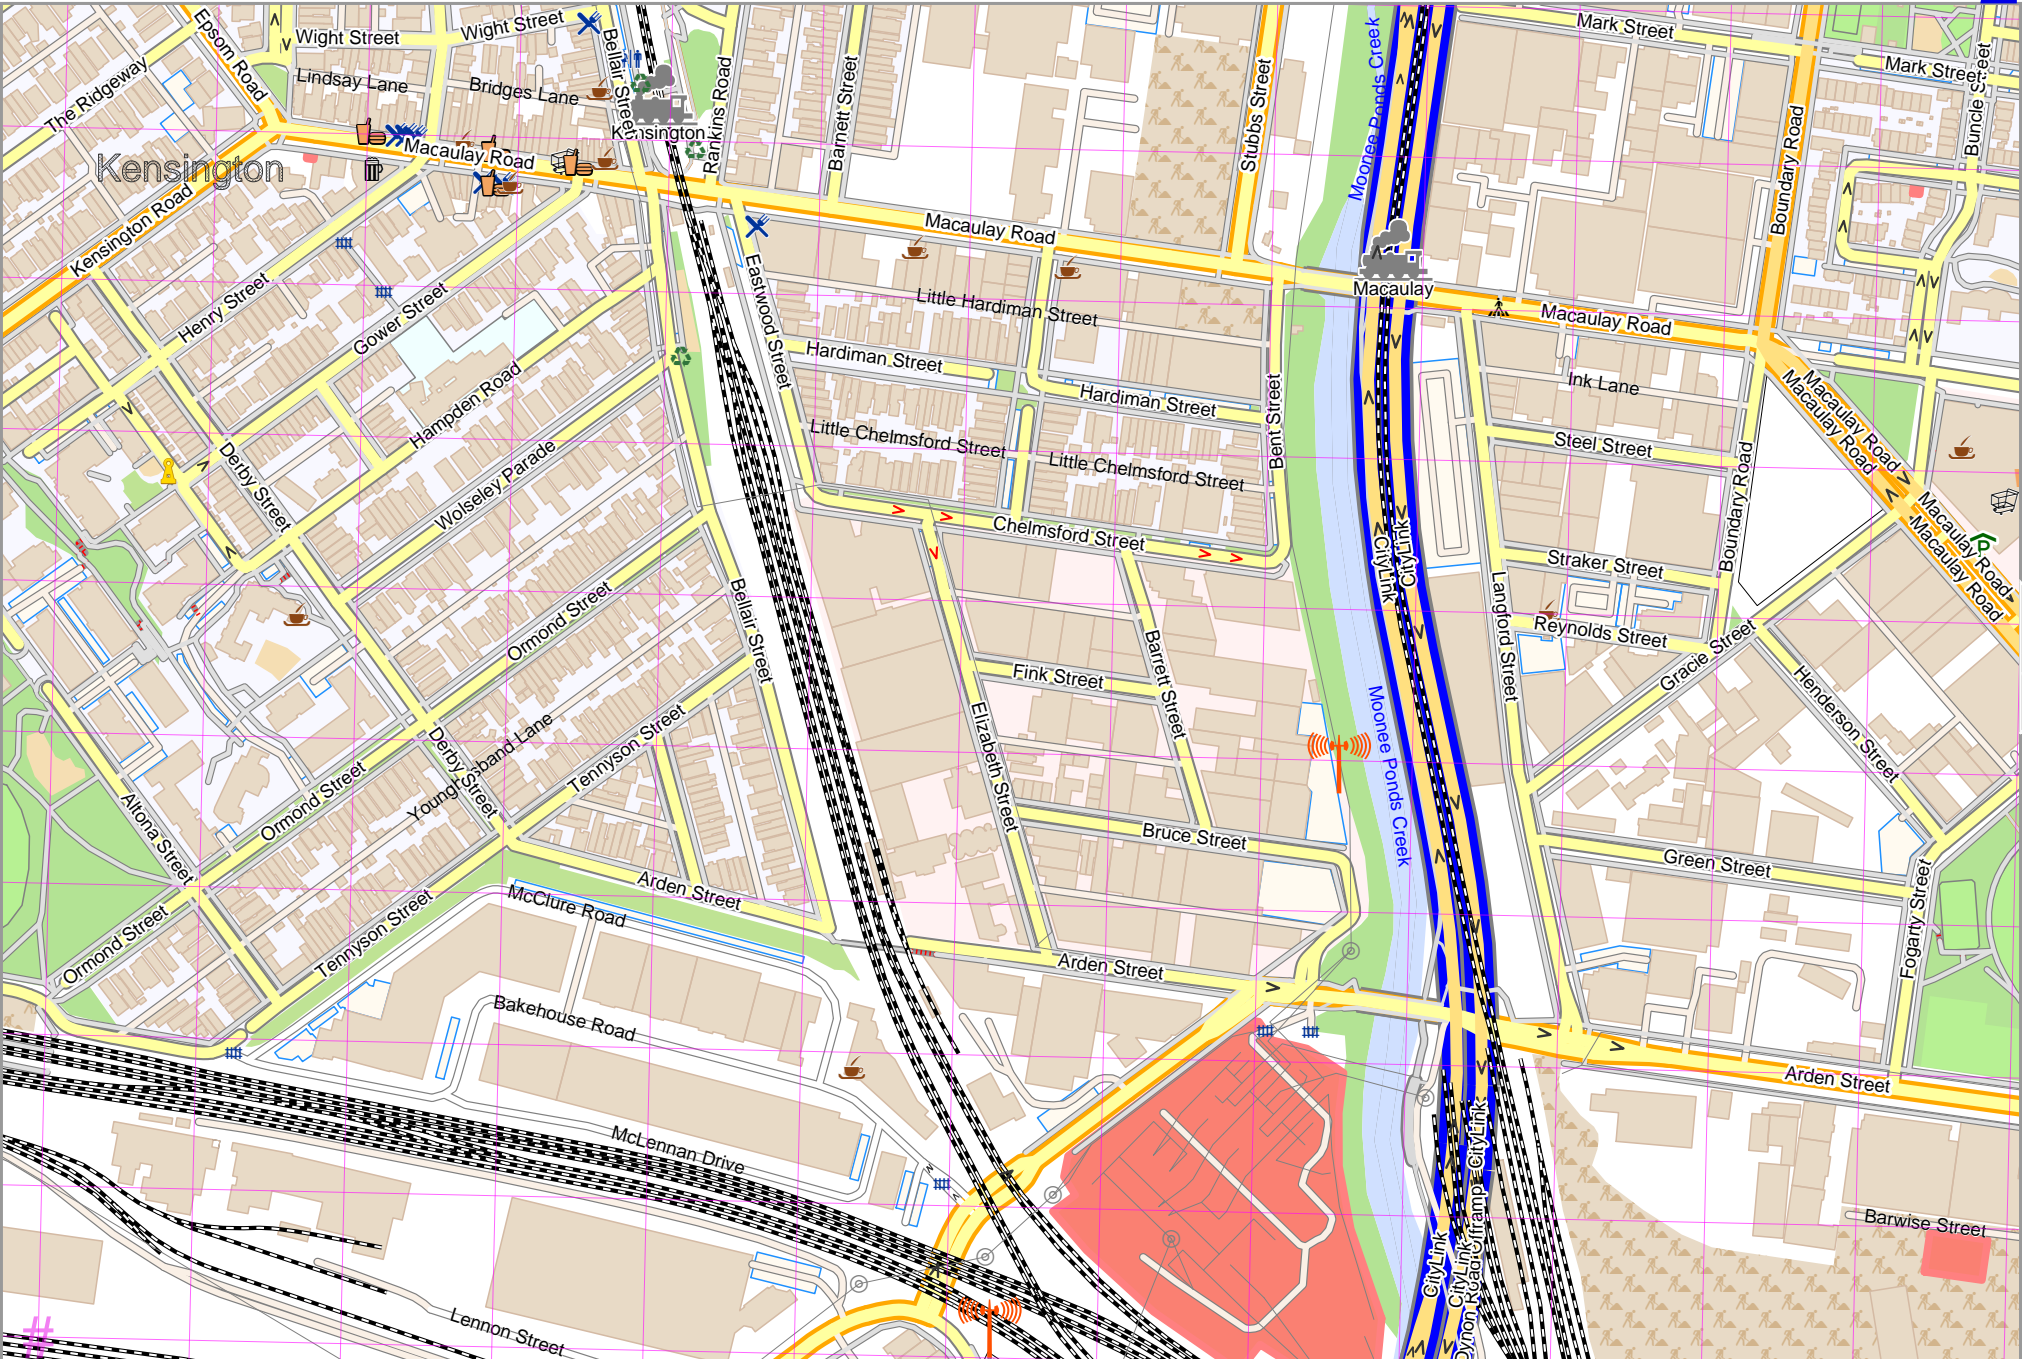 Epsom Road
Wight Street
Wight Street
Bellair Street
Mark Street
Mark Street
Buncle Street
The Ridgeway
Lindsay Lane
Bridges Lane
Rankins Road
Barnett Street
Stubbs Street
Moonee Ponds Creek
Boundary Road
Kensington
Kensington
Macaulay Road
Kensington Road
Macaulay Road
Macaulay
Macaulay Road
Henry Street
Gower Street
Eastwood Street
Little Hardiman Street
Hardiman Street
Hardiman Street
Ink Lane
Macaulay Road
Macaulay Road
Hampden Road
Bent Street
Little Chelmsford Street
Little Chelmsford Street
Steel Street
Boundary Road
Derby Street
Wolseley Parade
Chelmsford Street
CityLink
CityLink
Straker Street
Macaulay Road
Macaulay Road
P
Langford Street
Reynolds Street
Gracie Street
Ormond Street
Bellair Street
Barrett Street
Fink Street
Henderson Street
Elizabeth Street
Moonee Ponds Creek
Derby Street
YoungHusband Lane
Tennyson Street
Altona Street
Ormond Street
Bruce Street
Green Street
Arden Street
McClure Road
Fogarty Street
Ormond Street
Tennyson Street
Arden Street
Bakehouse Road
Arden Street
McLennan Drive
CityLink
Barwise Street
CityLink
CityLink
Dynon Road Offramp
Lennon Street
#